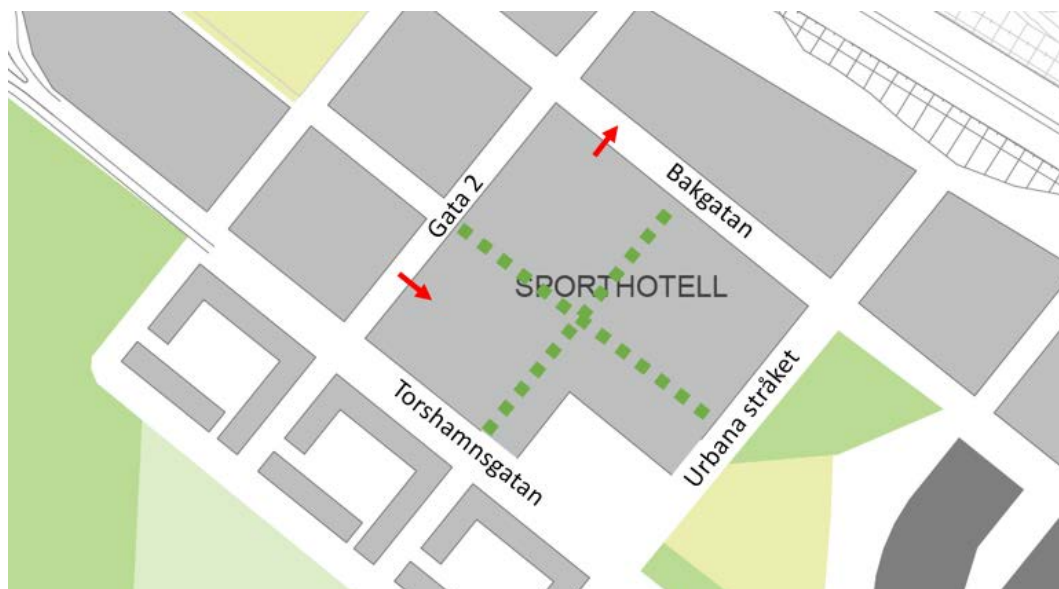 Gata 2
Bakgatan
SPORTHOTELL
Torshamnsgatan
Urbana stråket